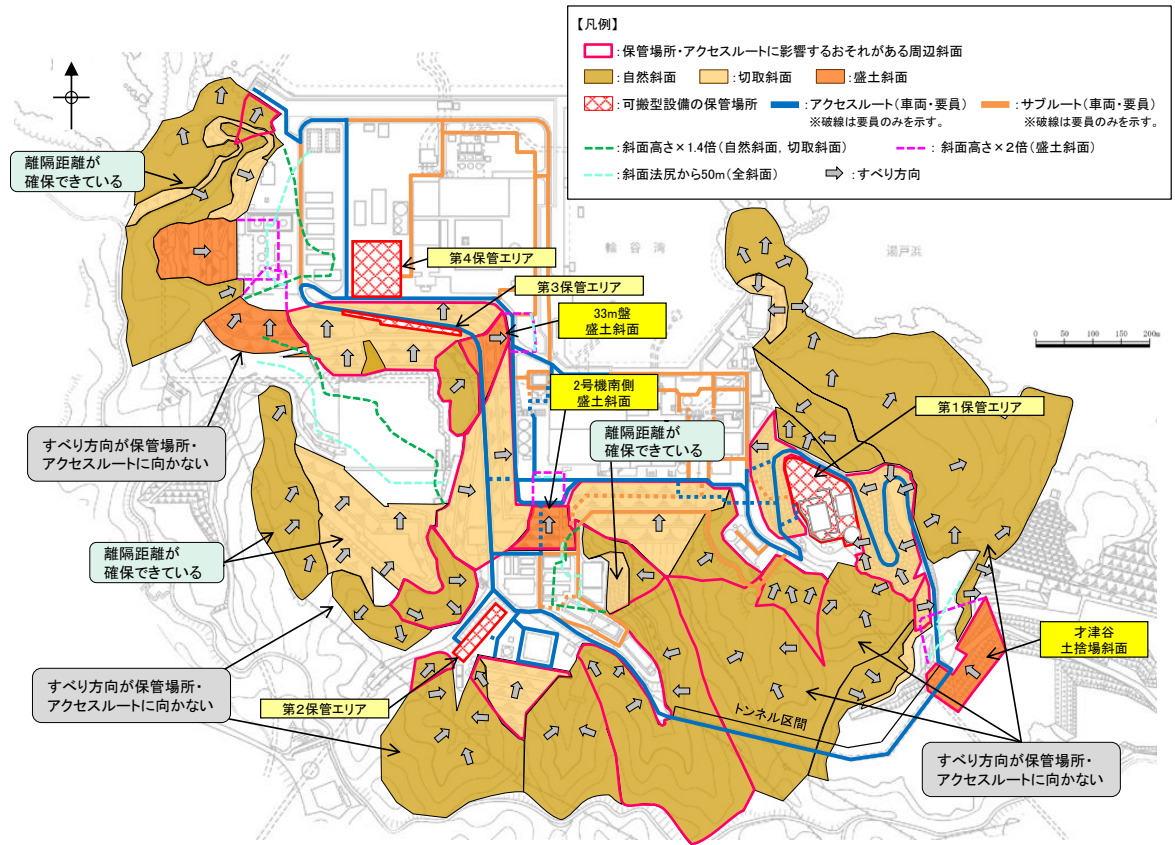 【凡例】
:保管場所・アクセスルートに影響するおそれがある周辺斜面
:自然斜面 :切取斜面 :盛土斜面
:可搬型設備の保管場所 :アクセスルート(車両・要員) :サブルート(車両・要員)
※破線は要員のみを示す。 ※破線は要員のみを示す。
:斜面高さ×1.4倍(自然斜面,切取斜面) :斜面高さ×2倍(盛土斜面)
:斜面法尻から50m(全斜面) :すべり方向
離隔距離が
確保できている
輪谷湾
湯戸浜
第4保管エリア
第3保管エリア
33m盤
盛土斜面
0 50 100 150 200m
2号機南側
盛土斜面
第1保管エリア
離隔距離が
確保できている
すべり方向が保管場所・
アクセスルートに向かない
離隔距離が
確保できている
才津谷
土捨場斜面
すべり方向が保管場所・
アクセスルートに向かない
第2保管エリア
トンネル区間
すべり方向が保管場所・
アクセスルートに向かない